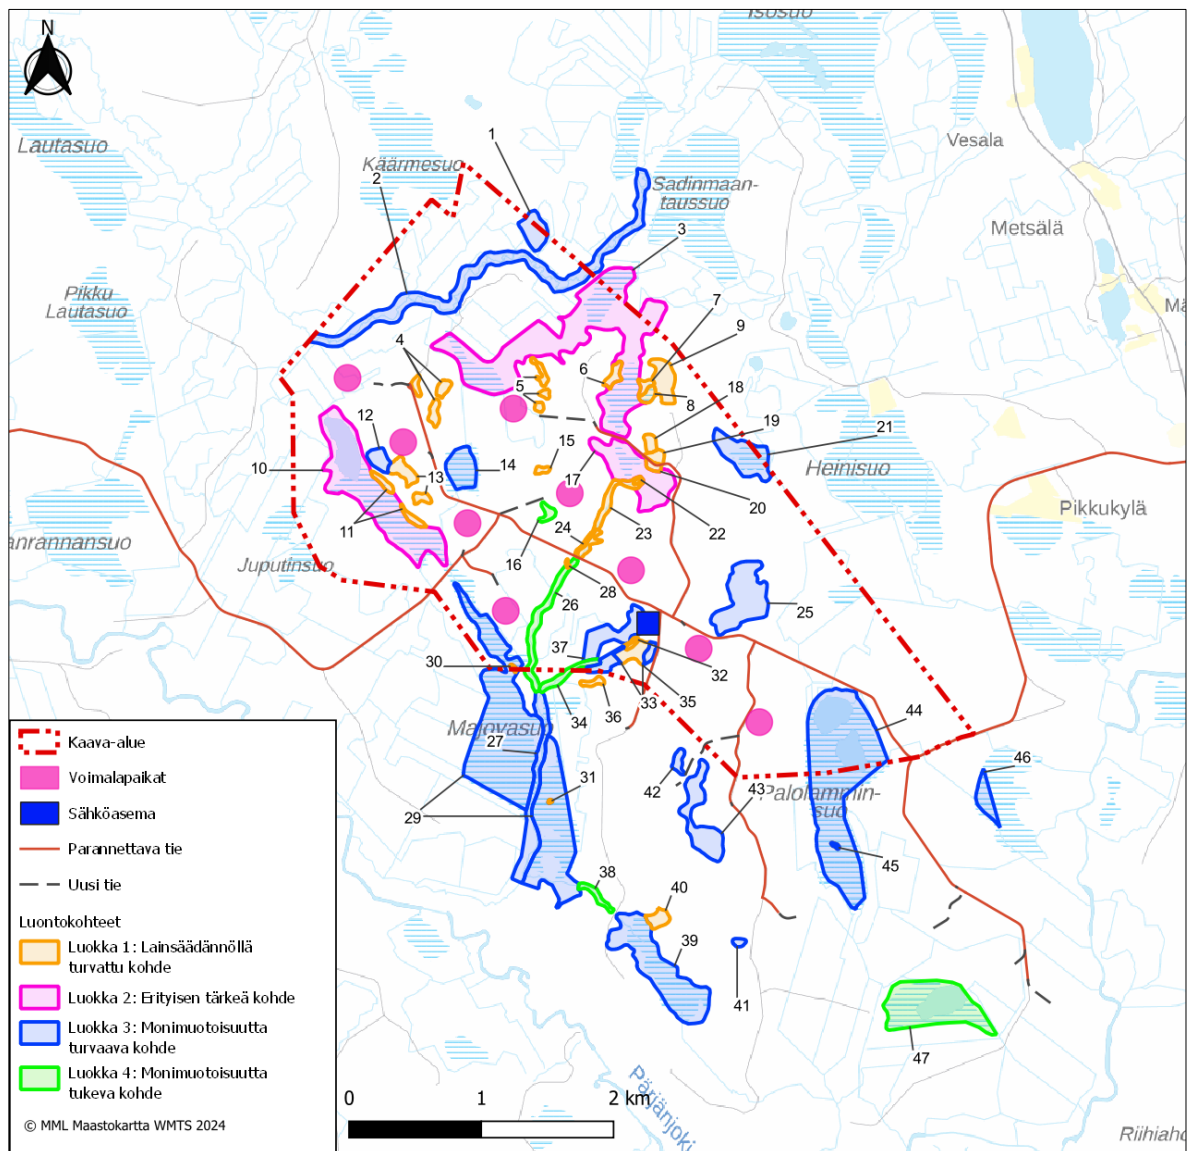 Isosuo
N
Lautasuo
Käärmesuo
Vesala
Sadinmaan-
taussuo
Metsälä
Pikku
Lautasuo
Mä
Heinisuo
Pikkukylä
anrannansuo
Juputinsuo
Majovasuo
Palolammin-
suo
Pärjänjoki
Riihiaho
1
2
3
4
5
6
7
8
9
10
11
12
13
14
15
16
17
18
19
20
21
22
23
24
25
26
27
28
29
30
31
32
33
34
35
36
37
38
39
40
41
42
43
44
45
46
47
Kaava-alue
Voimalapaikat
Sähköasema
Parannettava tie
Uusi tie
Luontokohteet
Luokka 1: Lainsäädännöllä
turvattu kohde
Luokka 2: Erityisen tärkeä kohde
Luokka 3: Monimuotoisuutta
turvaava kohde
Luokka 4: Monimuotoisuutta
tukeva kohde
© MML Maastokartta WMTS 2024
0 1 2 km